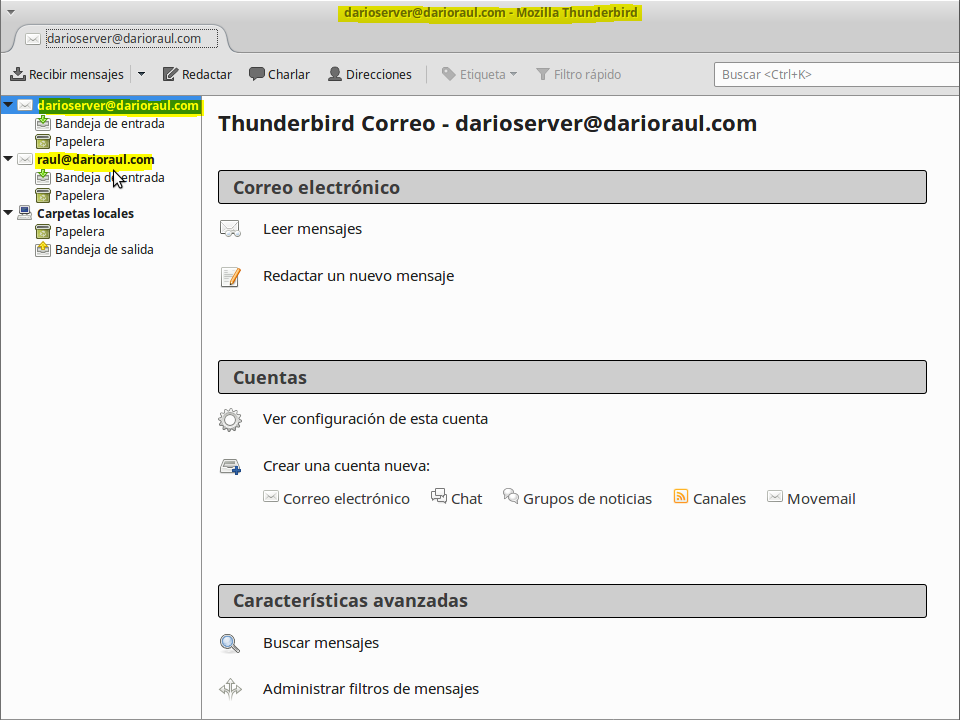 darioserver@darioraul.com - Mozilla Thunderbird
darioserver@darioraul.com
Recibir mensajes Redactar Charlar Direcciones Etiqueta Filtro rápido Buscar <Ctrl+K>
darioserver@darioraul.com
Bandeja de entrada
Papelera
raul@darioraul.com
Bandeja de entrada
Papelera
Carpetas locales
Papelera
Bandeja de salida
Thunderbird Correo - darioserver@darioraul.com
Correo electrónico
Leer mensajes
Redactar un nuevo mensaje
Cuentas
Ver configuración de esta cuenta
Crear una cuenta nueva:
Correo electrónico Chat Grupos de noticias Canales Movemail
Características avanzadas
Buscar mensajes
Administrar filtros de mensajes